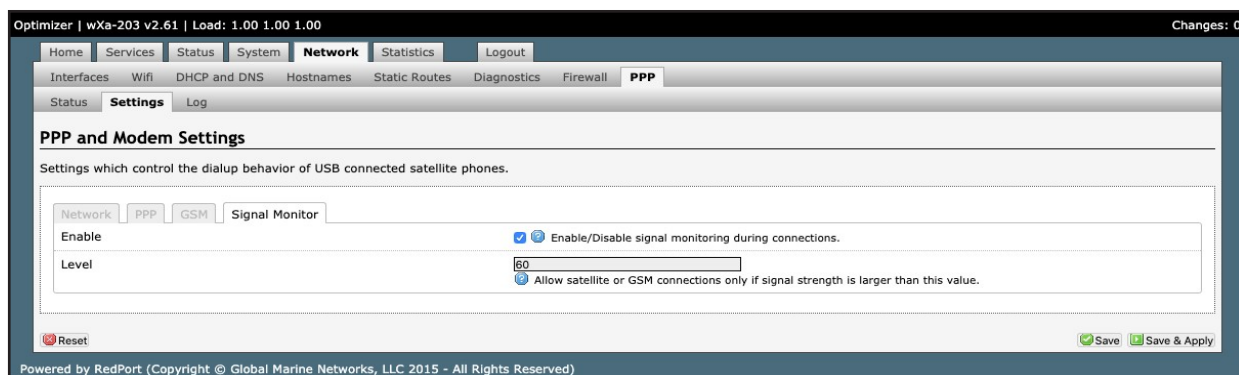 Optimizer | wXa-203 v2.61 | Load: 1.00 1.00 1.00 Changes: 0
Home Services Status System Network Statistics Logout
Interfaces Wifi DHCP and DNS Hostnames Static Routes Diagnostics Firewall PPP
Status Settings Log
PPP and Modem Settings
Settings which control the dialup behavior of USB connected satellite phones.
Network PPP GSM Signal Monitor
Enable Enable/Disable signal monitoring during connections.
Level 60
Allow satellite or GSM connections only if signal strength is larger than this value.
Reset Save Save & Apply
Powered by RedPort (Copyright © Global Marine Networks, LLC 2015 - All Rights Reserved)